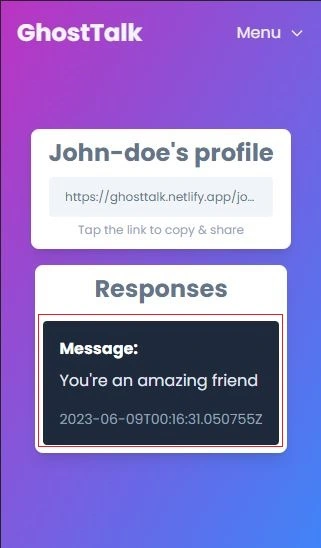 GhostTalk
Menu
John-doe's profile
https://ghosttalk.netlify.app/jo...
Tap the link to copy & share
Responses
Message:
You're an amazing friend
2023-06-09T00:16:31.050755Z